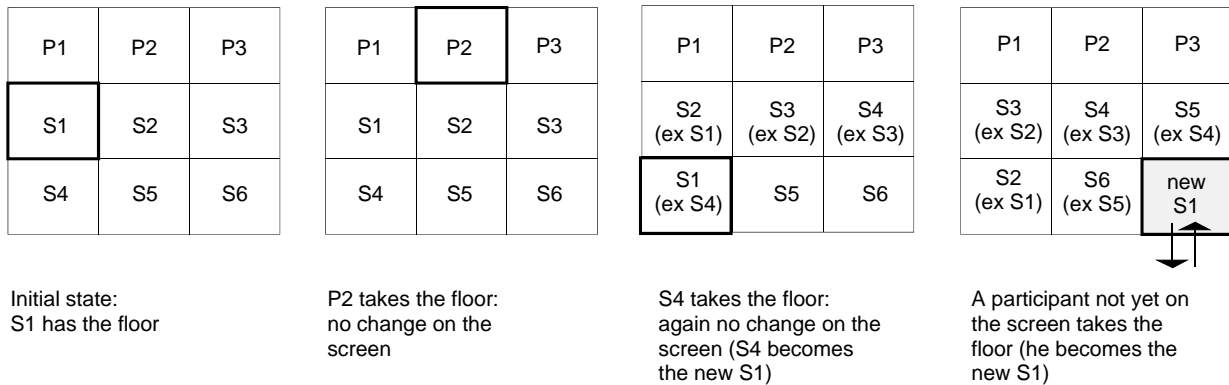 P1 P2 P3
S1 S2 S3
S4 S5 S6
Initial state:
S1 has the floor
P1 P2 P3
S1 S2 S3
S4 S5 S6
P2 takes the floor:
no change on the
screen
P1 P2 P3
S2 S3 S4
(ex S1) (ex S2) (ex S3)
S1 S5 S6
(ex S4)
S4 takes the floor:
again no change on the
screen (S4 becomes
the new S1)
P1 P2 P3
S3 S4 S5
(ex S2) (ex S3) (ex S4)
S2 S6 new
(ex S1) (ex S5) S1
A participant not yet on
the screen takes the
floor (he becomes the
new S1)